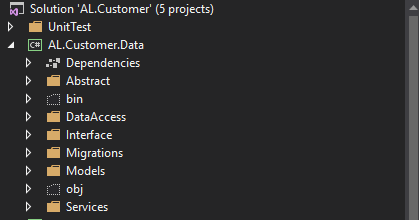 Solution 'AL.Customer' (5 projects)
UnitTest
C# AL.Customer.Data
Dependencies
Abstract
bin
DataAccess
Interface
Migrations
Models
obj
Services